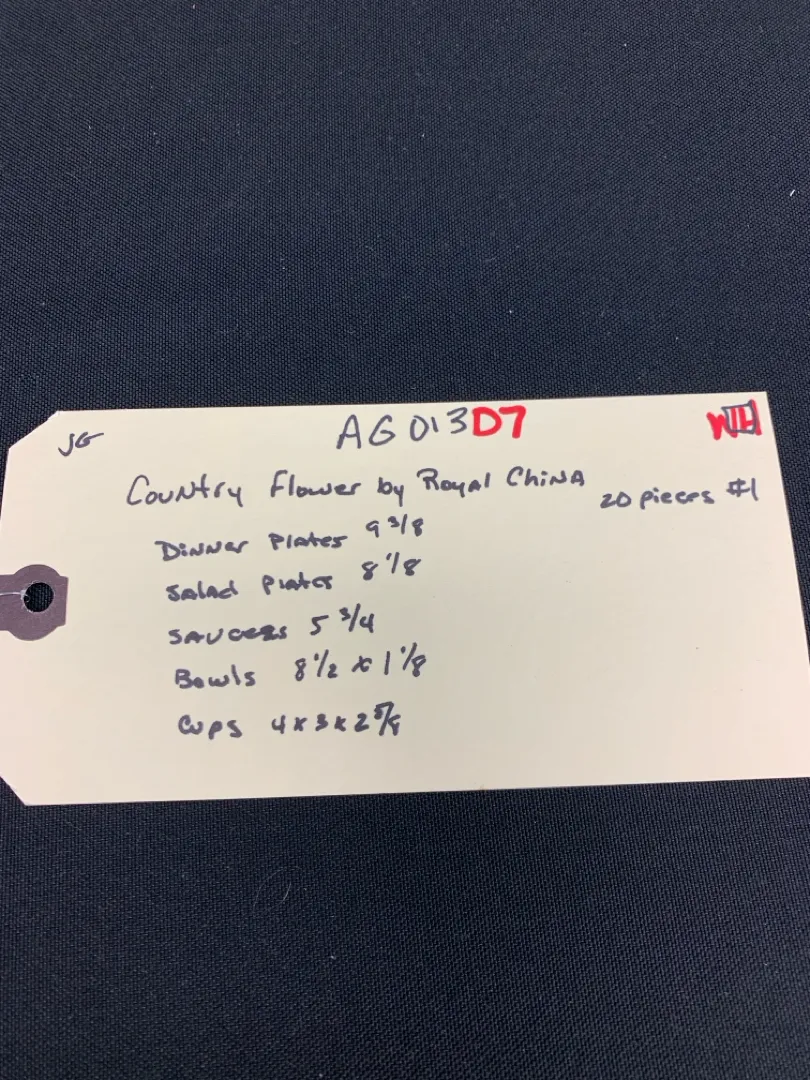 JG
AG013D7
WH
Country Flower by Royal China
20 pieces #1
Dinner Plates 9 3/8
Salad Plates 8 1/8
Saucers 5 3/4
Bowls 8 1/2 x 1 1/8
Cups 4 x 3 x 2 5/8